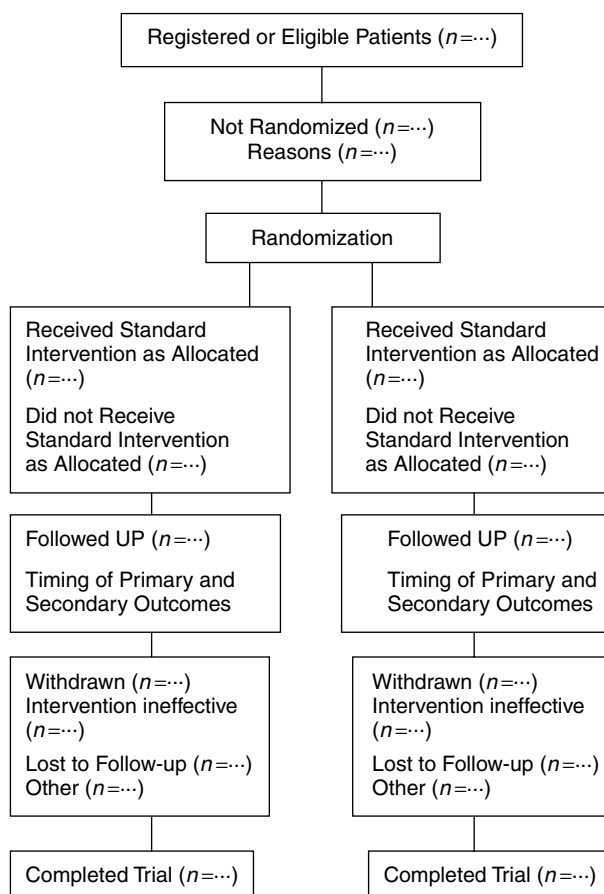 Registered or Eligible Patients (n=···)
Not Randomized (n=···)
Reasons (n=···)
Randomization
Received Standard
Intervention as Allocated
(n=···)
Did not Receive
Standard Intervention
as Allocated (n=···)
Received Standard
Intervention as Allocated
(n=···)
Did not Receive
Standard Intervention
as Allocated (n=···)
Followed UP (n=···)
Timing of Primary and
Secondary Outcomes
Followed UP (n=···)
Timing of Primary and
Secondary Outcomes
Withdrawn (n=···)
Intervention ineffective
(n=···)
Lost to Follow-up (n=···)
Other (n=···)
Withdrawn (n=···)
Intervention ineffective
(n=···)
Lost to Follow-up (n=···)
Other (n=···)
Completed Trial (n=···)
Completed Trial (n=···)